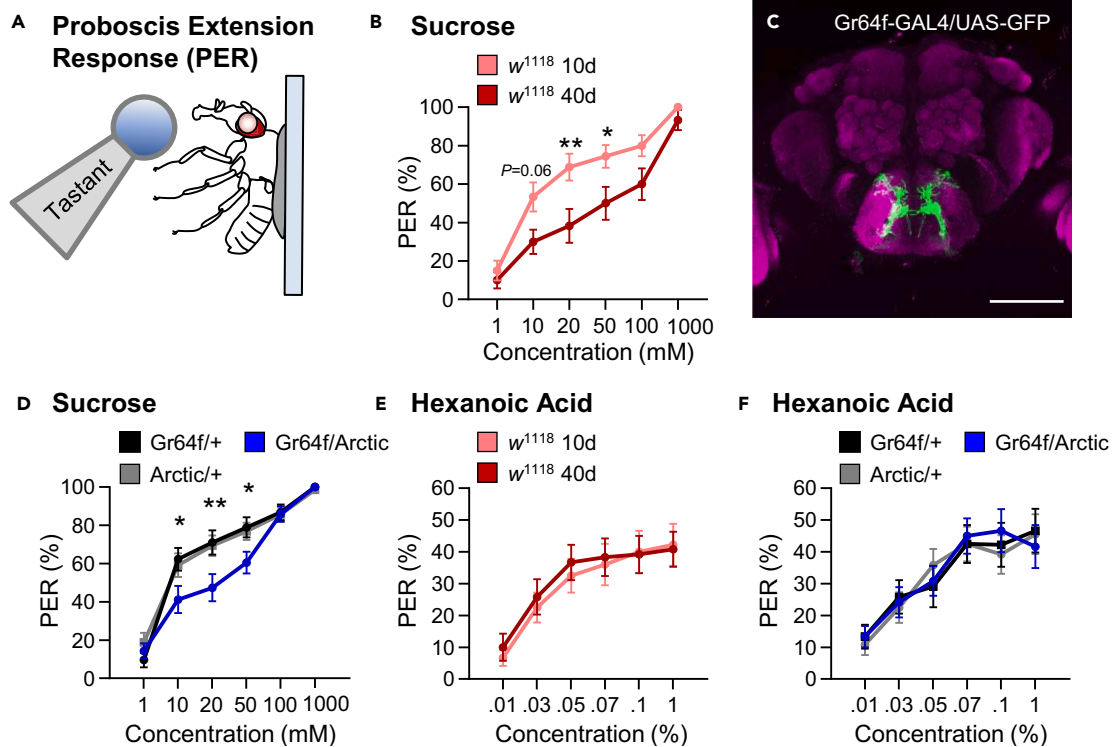 A Proboscis Extension
Response (PER)
Tastant
B Sucrose
w1118 10d
w1118 40d
100
80
60
40
20
0
PER (%)
P=0.06
**
*
1 10 20 50 100 1000
Concentration (mM)
C Gr64f-GAL4/UAS-GFP
D Sucrose
Gr64f/+ Gr64f/Arctic
Arctic/+
100
80
60
40
20
0
PER (%)
* ** *
1 10 20 50 100 1000
Concentration (mM)
E Hexanoic Acid
w1118 10d
w1118 40d
60
50
40
30
20
10
0
PER (%)
.01 .03 .05 .07 .1 1
Concentration (%)
F Hexanoic Acid
Gr64f/+ Gr64f/Arctic
Arctic/+
60
50
40
30
20
10
0
PER (%)
.01 .03 .05 .07 .1 1
Concentration (%)